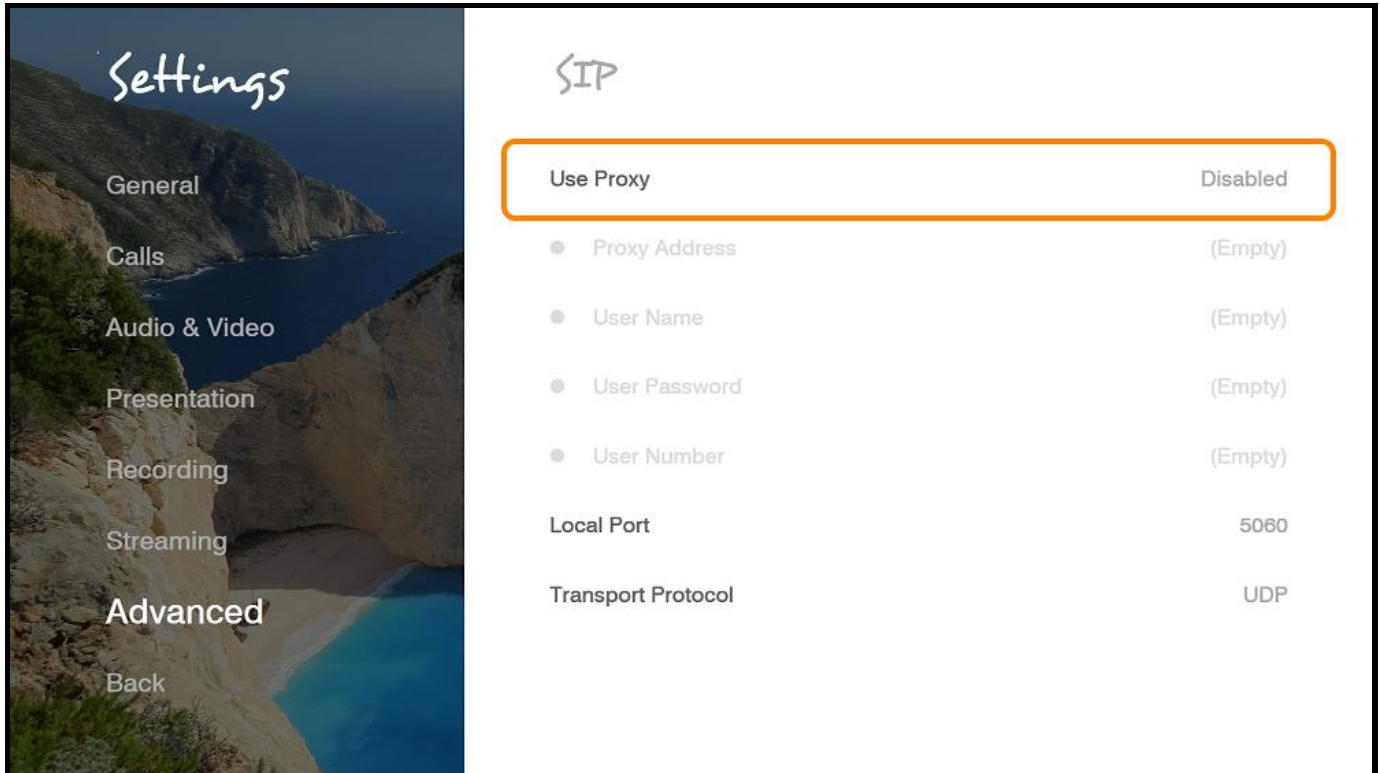 Settings
General
Calls
Audio & Video
Presentation
Recording
Streaming
Advanced
Back
SIP
Use Proxy Disabled
Proxy Address (Empty)
User Name (Empty)
User Password (Empty)
User Number (Empty)
Local Port 5060
Transport Protocol UDP